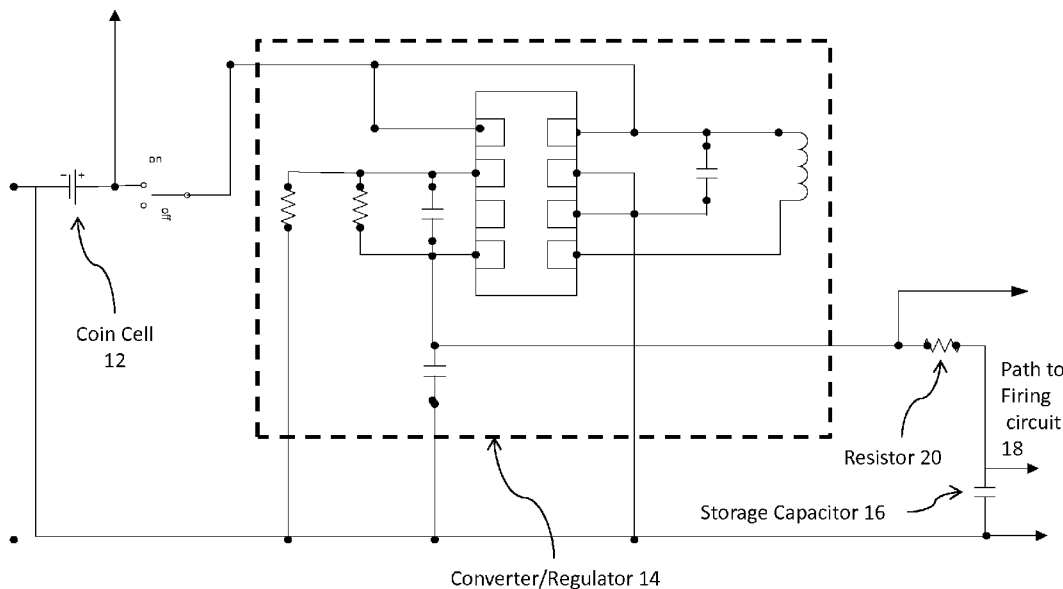 on
- +
off
Coin Cell
12
Path to
Firing
circuit
18
Resistor 20
Storage Capacitor 16
Converter/Regulator 14